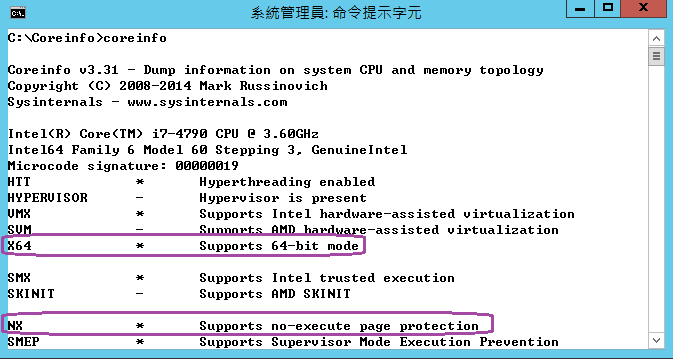 系統管理員: 命令提示字元
C:\Coreinfo>coreinfo
Coreinfo v3.31 - Dump information on system CPU and memory topology
Copyright (C) 2008-2014 Mark Russinovich
Sysinternals - www.sysinternals.com
Intel(R) Core(TM) i7-4790 CPU @ 3.60GHz
Intel64 Family 6 Model 60 Stepping 3, GenuineIntel
Microcode signature: 00000019
HTT * Hyperthreading enabled
HYPERVISOR - Hypervisor is present
VMX * Supports Intel hardware-assisted virtualization
SVM - Supports AMD hardware-assisted virtualization
X64 * Supports 64-bit mode
SMX * Supports Intel trusted execution
SKINIT - Supports AMD SKINIT
NX * Supports no-execute page protection
SMEP * Supports Supervisor Mode Execution Prevention